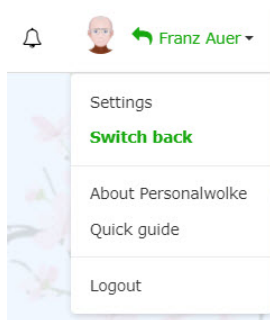 Franz Auer
Settings
Switch back
About Personalwolke
Quick guide
Logout